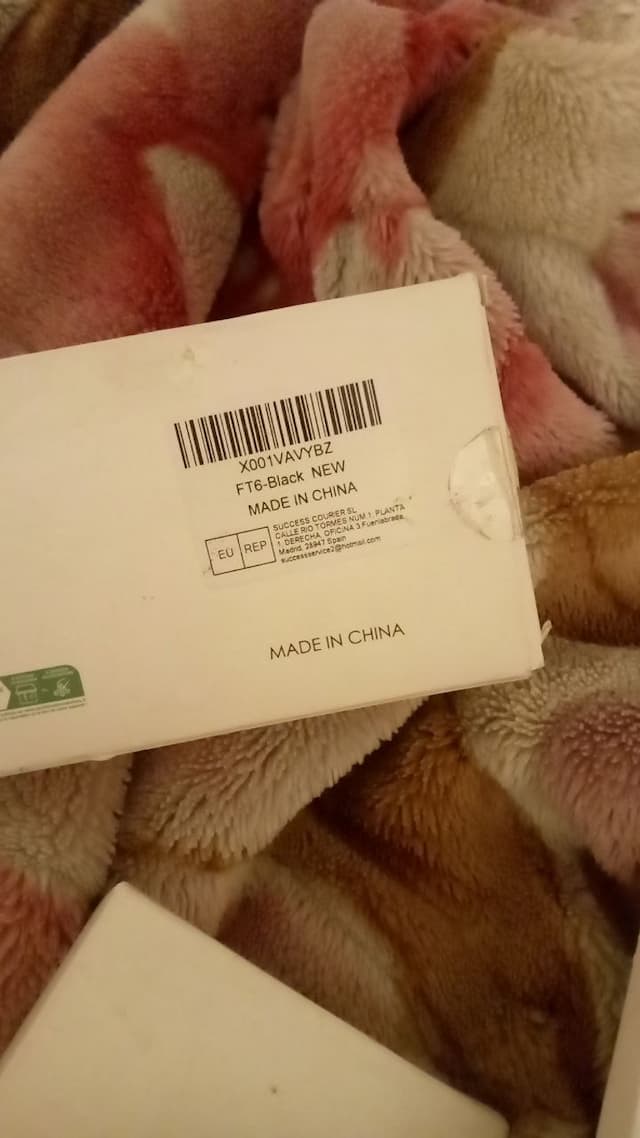 X001VAVYBZ
FT6-Black NEW
MADE IN CHINA
EU REP
SUCCESS COURIER SL
CALLE RIO TORMES NUM.1, PLANTA
1, DERECHA, OFICINA 3,Fuenlabrada,
Madrid, 28947 Spain
successservice2@hotmail.com
MADE IN CHINA